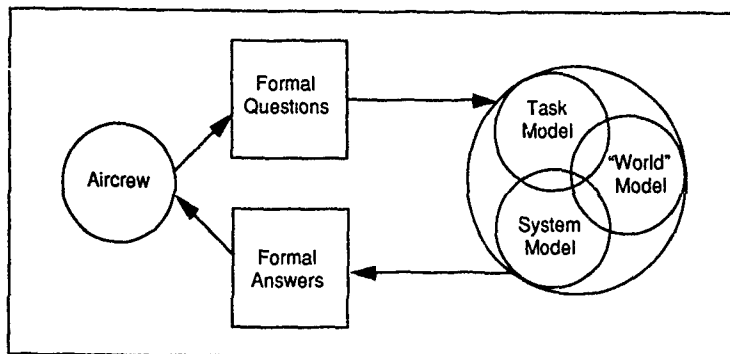 Formal
Questions
Task
Model
Aircrew
"World"
Model
System
Model
Formal
Answers